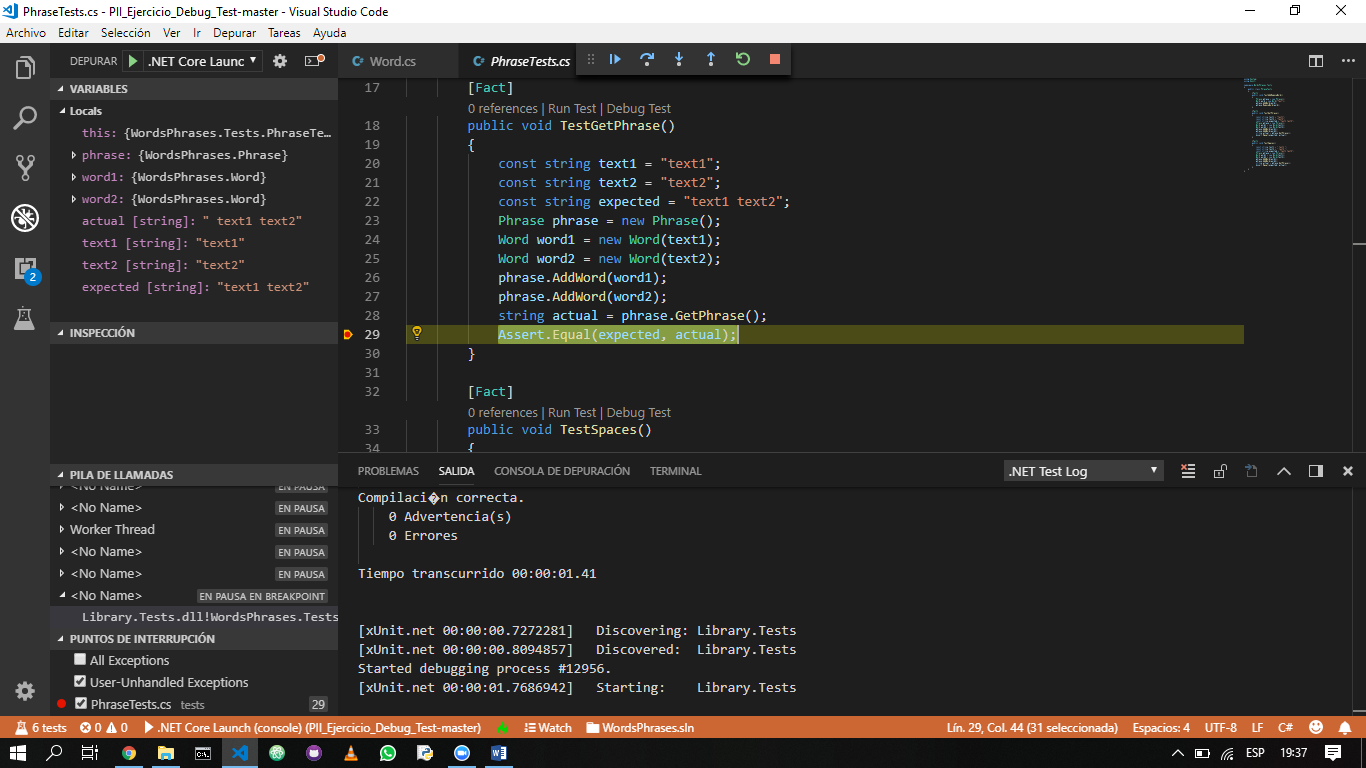 PhraseTests.cs - PII_Ejercicio_Debug_Test-master - Visual Studio Code
Archivo Editar Selección Ver Ir Depurar Tareas Ayuda
DEPURAR .NET Core Launc
Word.cs
PhraseTests.cs
VARIABLES
Locals
this: {WordsPhrases.Tests.PhraseTe…
phrase: {WordsPhrases.Phrase}
word1: {WordsPhrases.Word}
word2: {WordsPhrases.Word}
actual [string]: " text1 text2"
text1 [string]: "text1"
text2 [string]: "text2"
expected [string]: "text1 text2"
INSPECCIÓN
PILA DE LLAMADAS
<No Name> EN PAUSA
<No Name> EN PAUSA
Worker Thread EN PAUSA
<No Name> EN PAUSA
<No Name> EN PAUSA
<No Name> EN PAUSA EN BREAKPOINT
Library.Tests.dll!WordsPhrases.Tests
PUNTOS DE INTERRUPCIÓN
All Exceptions
User-Unhandled Exceptions
PhraseTests.cs tests 29
17 [Fact]
0 references | Run Test | Debug Test
18 public void TestGetPhrase()
19 {
20 const string text1 = "text1";
21 const string text2 = "text2";
22 const string expected = "text1 text2";
23 Phrase phrase = new Phrase();
24 Word word1 = new Word(text1);
25 Word word2 = new Word(text2);
26 phrase.AddWord(word1);
27 phrase.AddWord(word2);
28 string actual = phrase.GetPhrase();
29 Assert.Equal(expected, actual);
30 }
31
32 [Fact]
0 references | Run Test | Debug Test
33 public void TestSpaces()
34 {
PROBLEMAS SALIDA CONSOLA DE DEPURACIÓN TERMINAL .NET Test Log
Compilaci�n correcta.
0 Advertencia(s)
0 Errores
Tiempo transcurrido 00:00:01.41
[xUnit.net 00:00:00.7272281] Discovering: Library.Tests
[xUnit.net 00:00:00.8094857] Discovered: Library.Tests
Started debugging process #12956.
[xUnit.net 00:00:01.7686942] Starting: Library.Tests
2
6 tests 0 0 .NET Core Launch (console) (PII_Ejercicio_Debug_Test-master) Watch WordsPhrases.sln Lín. 29, Col. 44 (31 seleccionada) Espacios: 4 UTF-8 LF C#
ESP 19:37